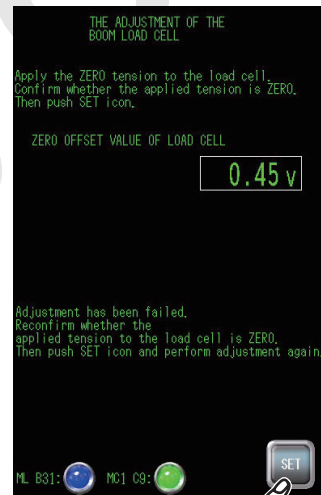 THE ADJUSTMENT OF THE
BOOM LOAD CELL
Apply the ZERO tension to the load cell.
Confirm whether the applied tension is ZERO.
Then push SET icon.
ZERO OFFSET VALUE OF LOAD CELL
0.45 v
Adjustment has been failed.
Reconfirm whether the
applied tension to the load cell is ZERO.
Then push SET icon and perform adjustment again.
SET
ML B31: MC1 C9: